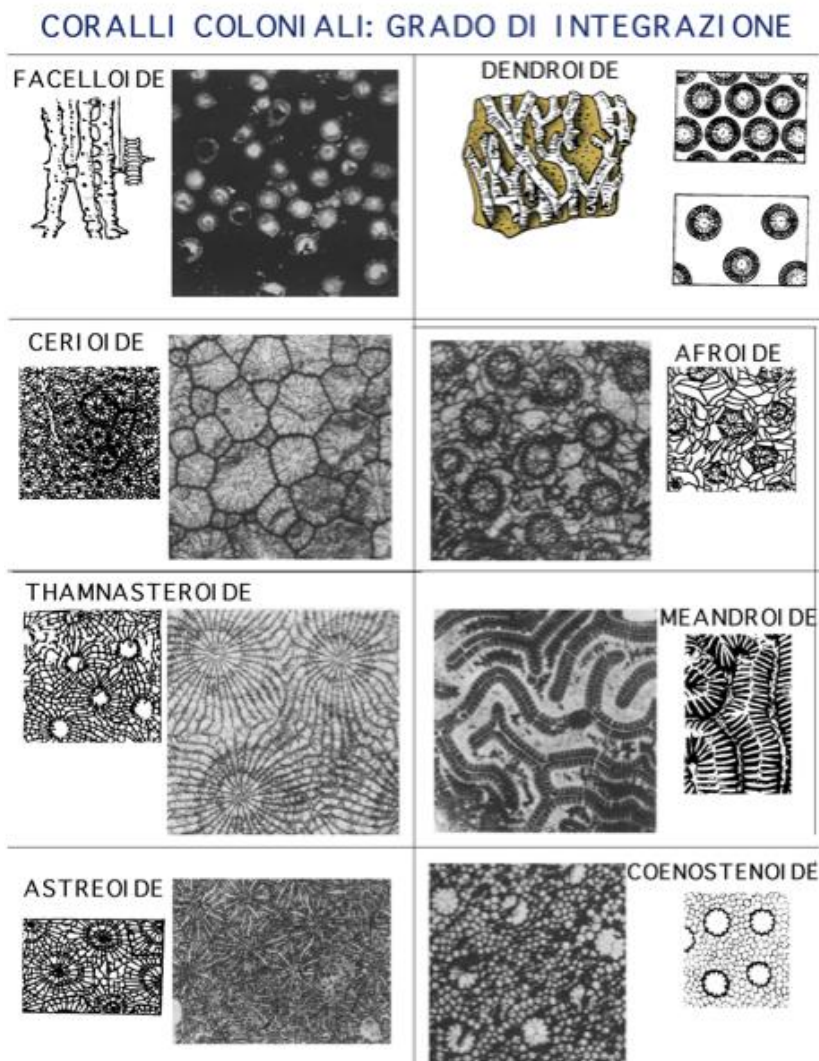 CORALLI COLONIALI: GRADO DI INTEGRAZIONE
FACELLOIDE
DENDROIDE
CERIOIDE
AFROIDE
THAMNASTEROIDE
MEANDROIDE
ASTREOIDE
COENOSTENOIDE